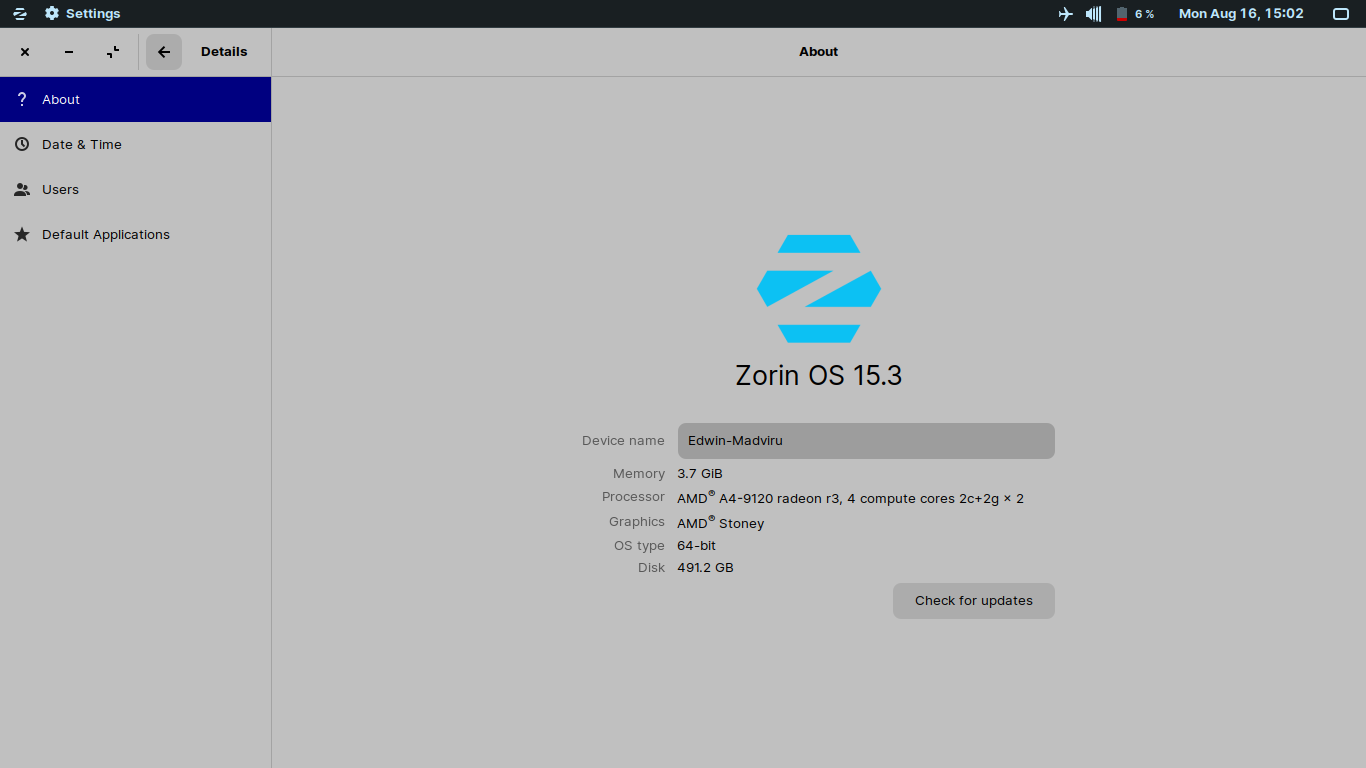 Settings 6 % Mon Aug 16, 15:02
Details About
About
Date & Time
Users
Default Applications
Zorin OS 15.3
Device name Edwin-Madviru
Memory 3.7 GiB
Processor AMD® A4-9120 radeon r3, 4 compute cores 2c+2g × 2
Graphics AMD® Stoney
OS type 64-bit
Disk 491.2 GB
Check for updates